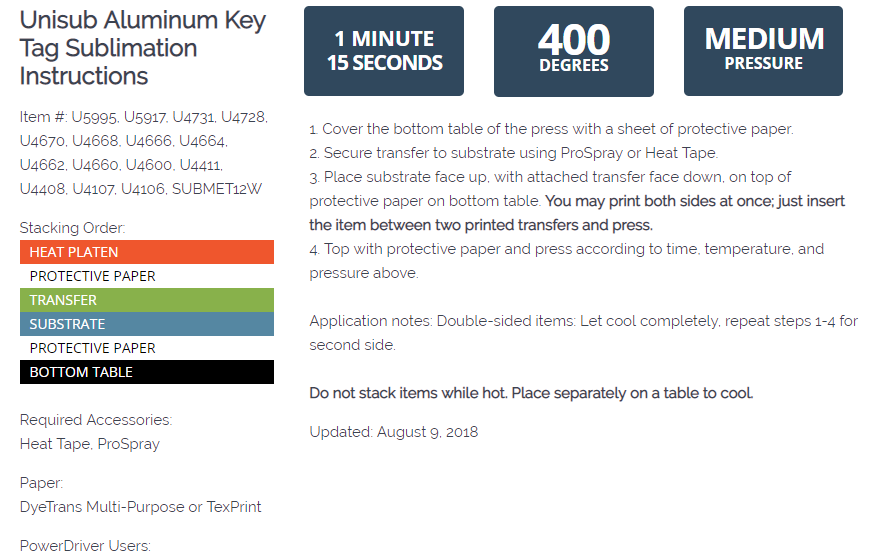 Unisub Aluminum Key
Tag Sublimation
Instructions
Item #: U5995, U5917, U4731, U4728,
U4670, U4668, U4666, U4664,
U4662, U4660, U4600, U4411,
U4408, U4107, U4106, SUBMET12W
Stacking Order:
HEAT PLATEN
PROTECTIVE PAPER
TRANSFER
SUBSTRATE
PROTECTIVE PAPER
BOTTOM TABLE
Required Accessories:
Heat Tape, ProSpray
Paper:
DyeTrans Multi-Purpose or TexPrint
PowerDriver Users:
1 MINUTE
15 SECONDS
400
DEGREES
MEDIUM
PRESSURE
1. Cover the bottom table of the press with a sheet of protective paper.
2. Secure transfer to substrate using ProSpray or Heat Tape.
3. Place substrate face up, with attached transfer face down, on top of
protective paper on bottom table. You may print both sides at once; just insert
the item between two printed transfers and press.
4. Top with protective paper and press according to time, temperature, and
pressure above.
Application notes: Double-sided items: Let cool completely, repeat steps 1-4 for
second side.
Do not stack items while hot. Place separately on a table to cool.
Updated: August 9, 2018